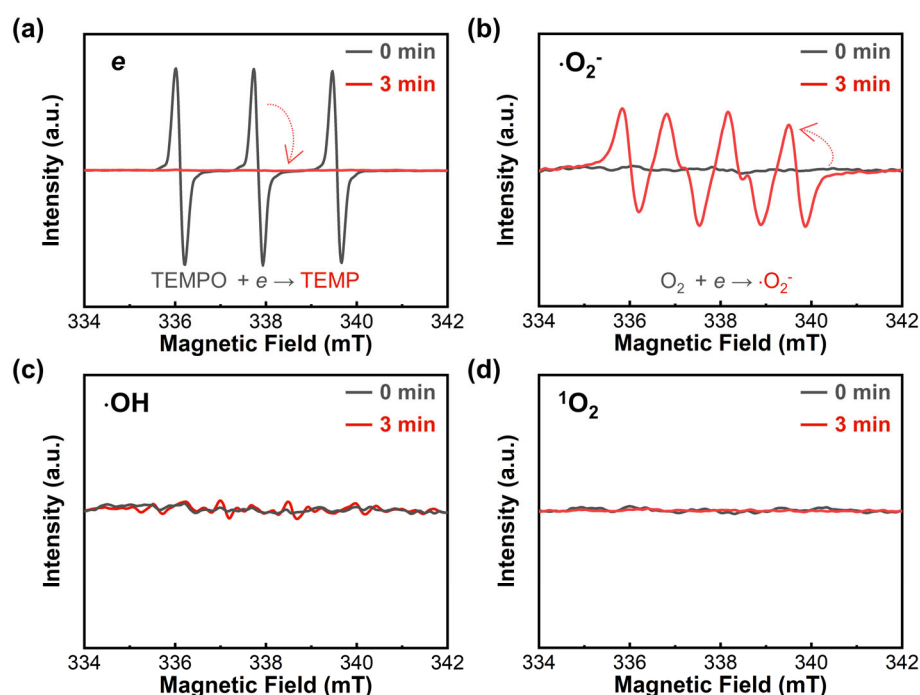 (a)
e
0 min
3 min
TEMPO + e → TEMP
Intensity (a.u.)
334 336 338 340 342
Magnetic Field (mT)
(b)
·O₂⁻
0 min
3 min
O₂ + e → ·O₂⁻
Intensity (a.u.)
334 336 338 340 342
Magnetic Field (mT)
(c)
·OH
0 min
3 min
Intensity (a.u.)
334 336 338 340 342
Magnetic Field (mT)
(d)
¹O₂
0 min
3 min
Intensity (a.u.)
334 336 338 340 342
Magnetic Field (mT)